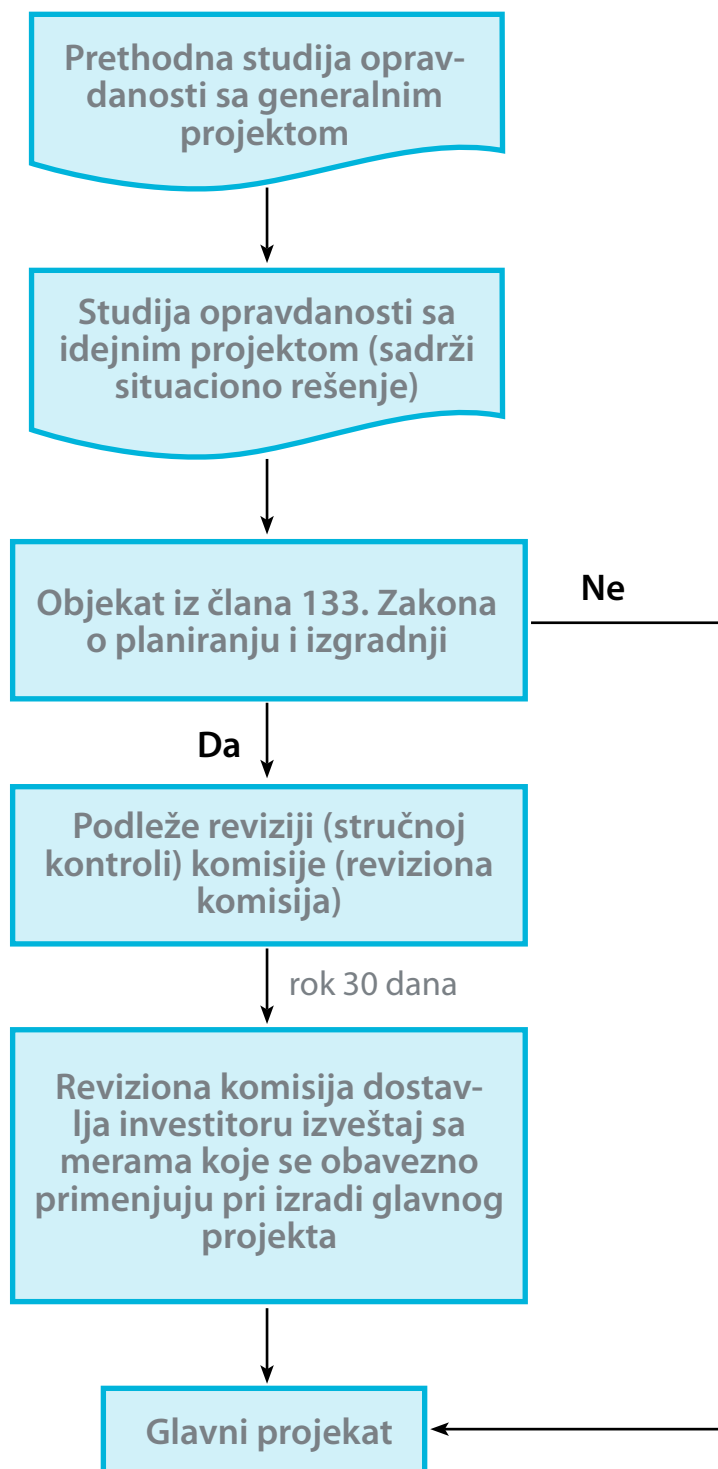 Prethodna studija oprav-
danosti sa generalnim
projektom
Studija opravdanosti sa
idejnim projektom (sadrži
situaciono rešenje)
Objekat iz člana 133. Zakona
o planiranju i izgradnji
Ne
Da
Podleže reviziji (stručnoj
kontroli) komisije (reviziona
komisija)
rok 30 dana
Reviziona komisija dostav-
lja investitoru izveštaj sa
merama koje se obavezno
primenjuju pri izradi glavnog
projekta
Glavni projekat